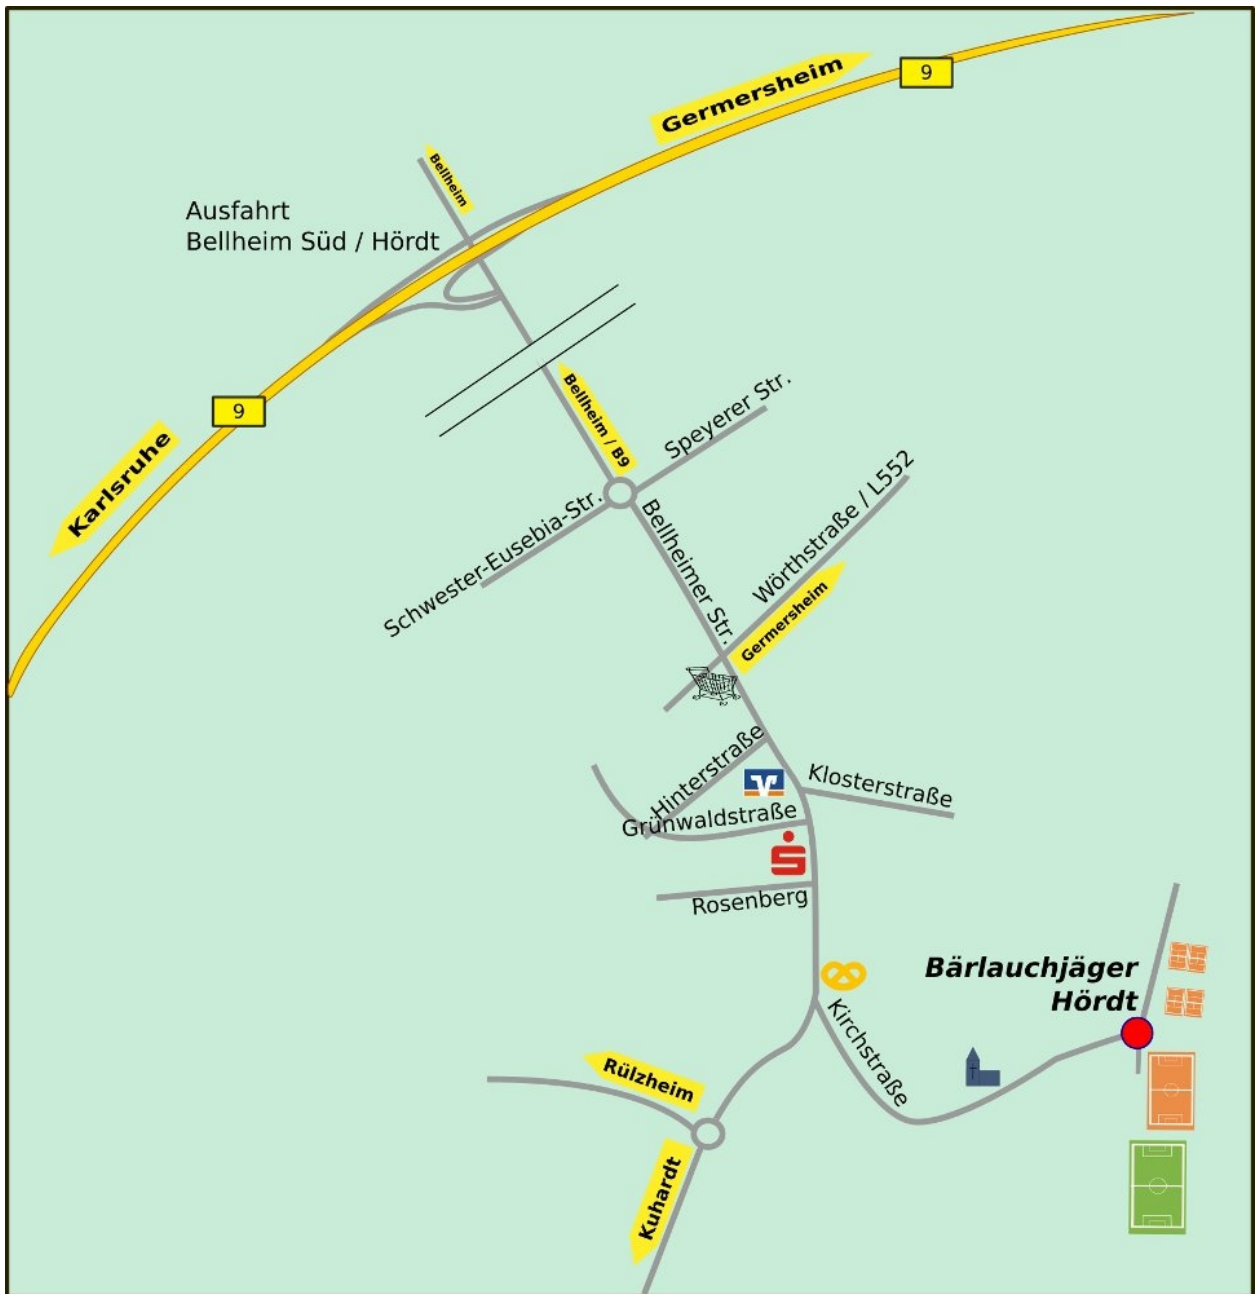 9
Germersheim
Bellheim
Ausfahrt
Bellheim Süd / Hördt
9
Karlsruhe
Bellheim / B9
Speyerer Str.
Schwester-Eusebia-Str.
Bellheimer Str.
Wörthstraße / L552
Germersheim
Hinterstraße
Klosterstraße
Grünwaldstraße
Rosenberg
Bärlauchjäger
Hördt
Kirchstraße
Rülzheim
Kuhardt